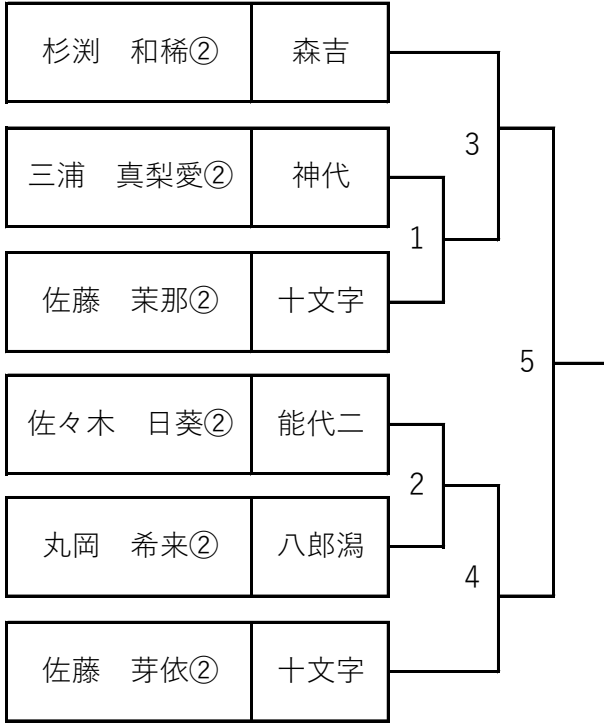 杉渕　和稀② 森吉
3
三浦　真梨愛② 神代
1
佐藤　茉那② 十文字
5
佐々木　日葵② 能代二
2
丸岡　希来② 八郎潟
4
佐藤　芽依② 十文字